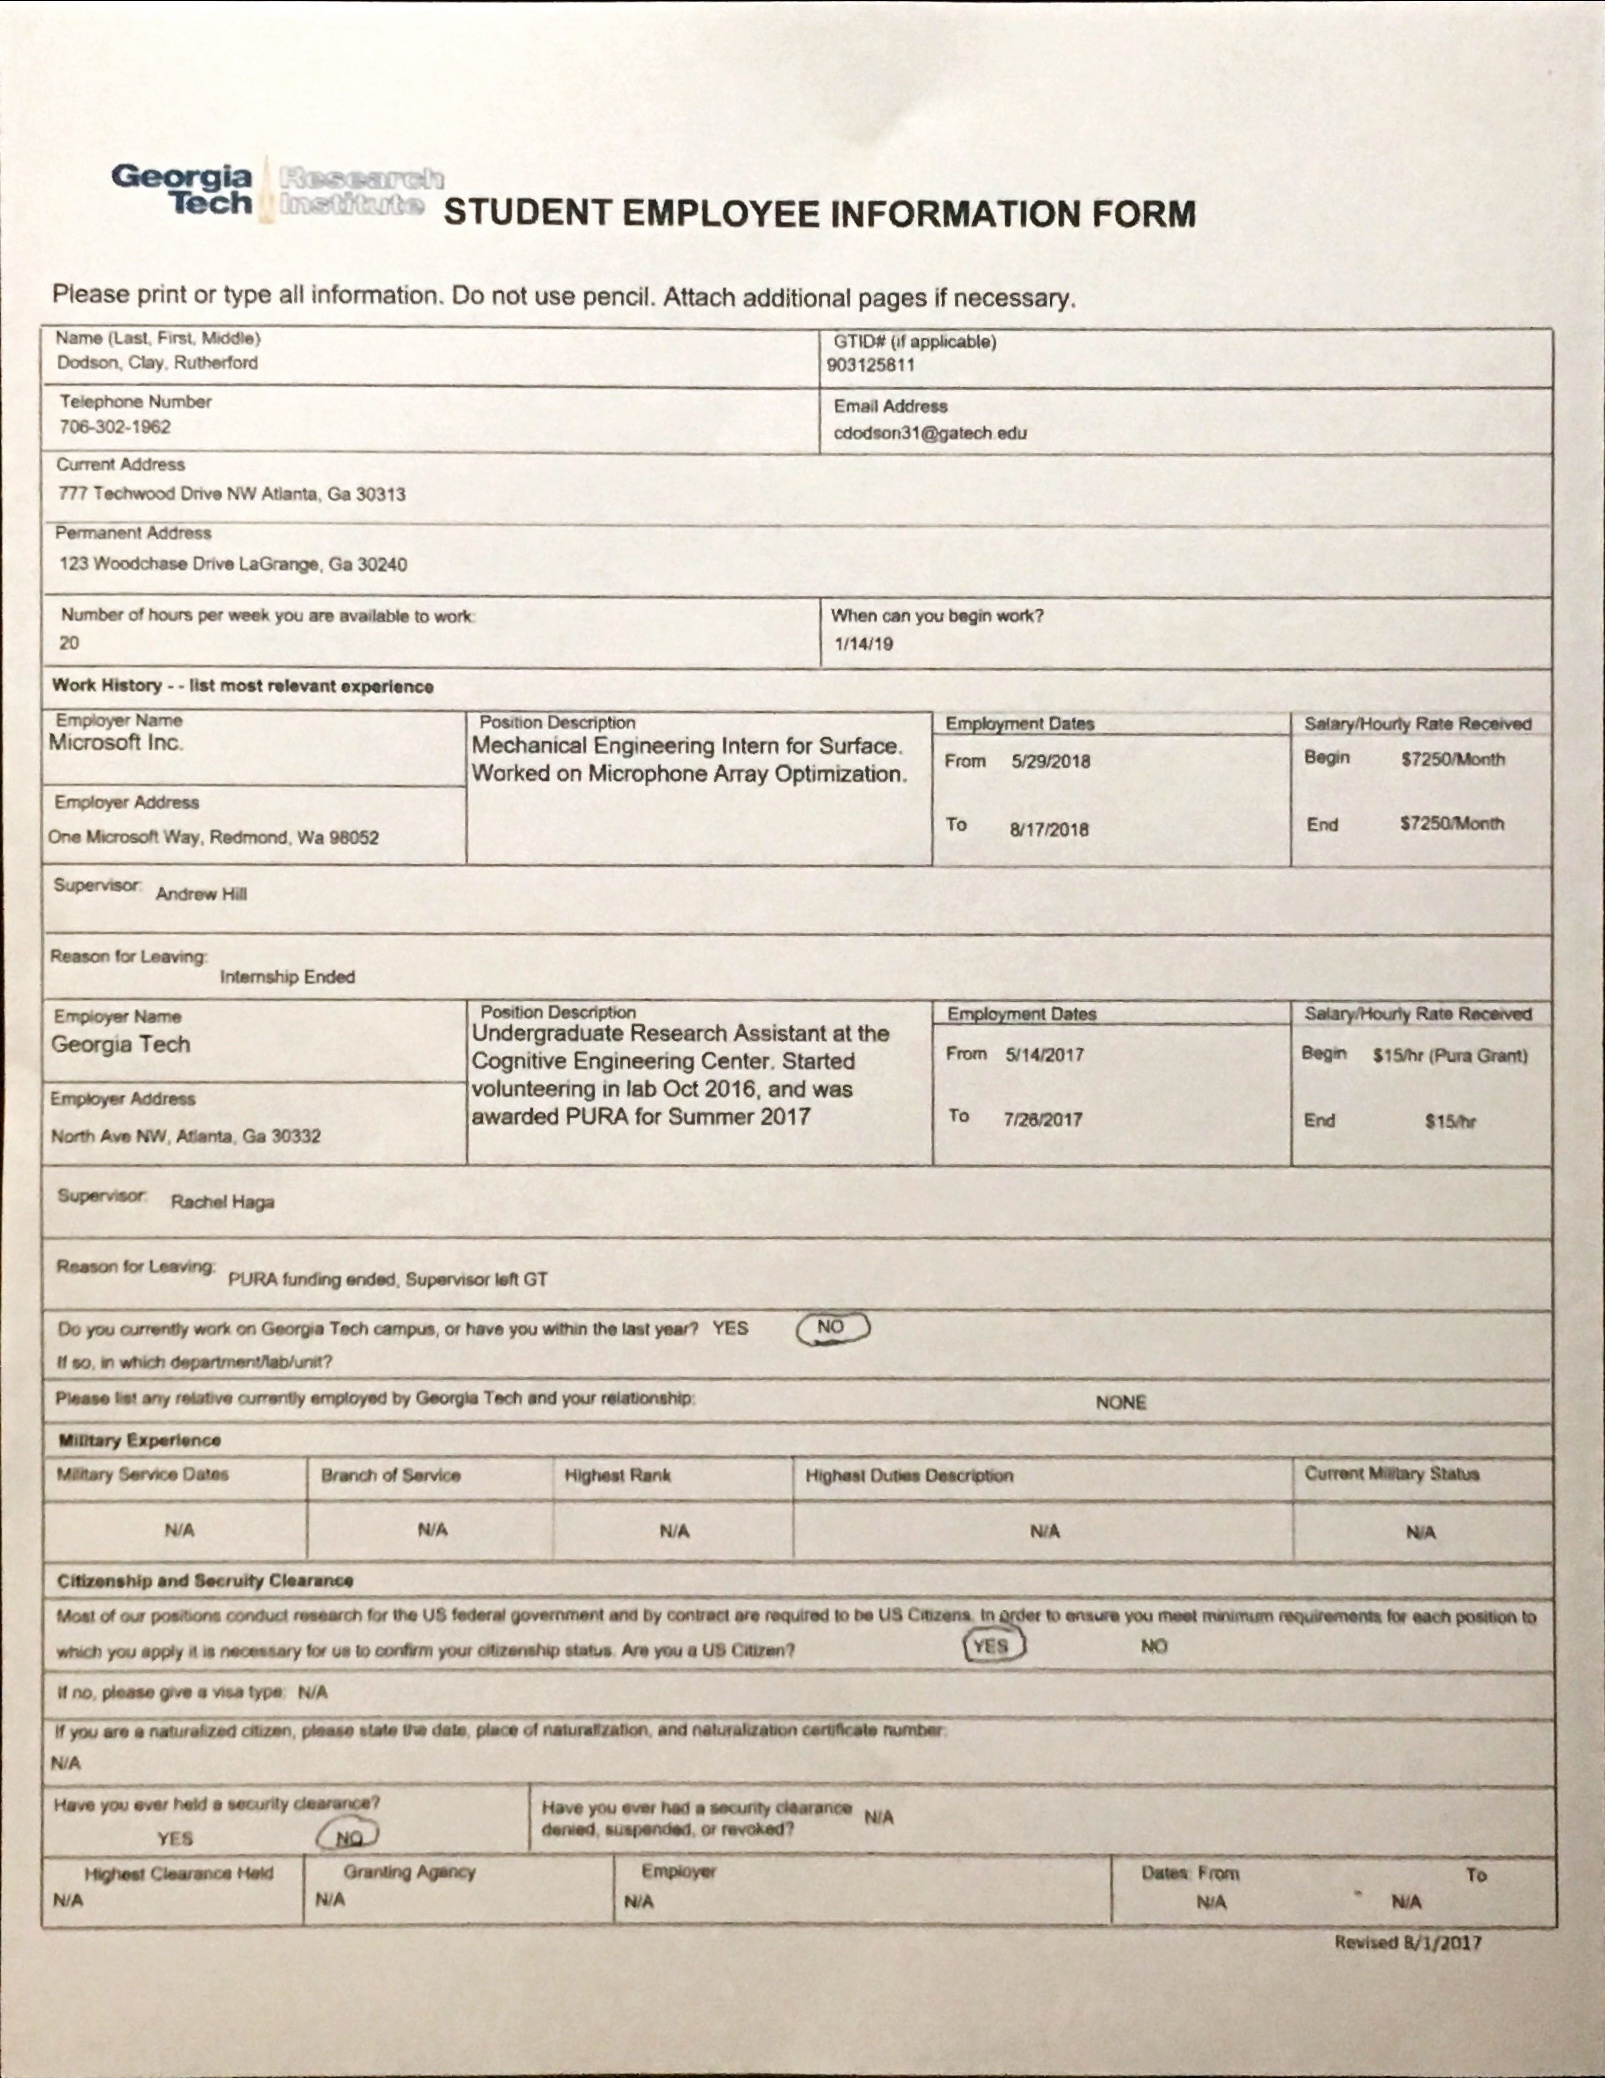 Georgia Tech Research Institute STUDENT EMPLOYEE INFORMATION FORM
Please print or type all information. Do not use pencil. Attach additional pages if necessary.
Name (Last, First, Middle)
Dodson, Clay, Rutherford
GTID# (if applicable)
903125811
Telephone Number
706-302-1962
Email Address
cdodson31@gatech.edu
Current Address
777 Techwood Drive NW Atlanta, Ga 30313
Permanent Address
123 Woodchase Drive LaGrange, Ga 30240
Number of hours per week you are available to work:
20
When can you begin work?
1/14/19
Work History - - list most relevant experience
Employer Name
Microsoft Inc.
Employer Address
One Microsoft Way, Redmond, Wa 98052
Position Description
Mechanical Engineering Intern for Surface.
Worked on Microphone Array Optimization.
Employment Dates
From 5/29/2018
To 8/17/2018
Salary/Hourly Rate Received
Begin $7250/Month
End $7250/Month
Supervisor: Andrew Hill
Reason for Leaving:
Internship Ended
Employer Name
Georgia Tech
Employer Address
North Ave NW, Atlanta, Ga 30332
Position Description
Undergraduate Research Assistant at the
Cognitive Engineering Center. Started
volunteering in lab Oct 2016, and was
awarded PURA for Summer 2017
Employment Dates
From 5/14/2017
To 7/26/2017
Salary/Hourly Rate Received
Begin $15/hr (Pura Grant)
End $15/hr
Supervisor: Rachel Haga
Reason for Leaving: PURA funding ended, Supervisor left GT
Do you currently work on Georgia Tech campus, or have you within the last year? YES NO
If so, in which department/lab/unit?
Please list any relative currently employed by Georgia Tech and your relationship: NONE
Military Experience
Military Service Dates Branch of Service Highest Rank Highest Duties Description Current Military Status
N/A N/A N/A N/A N/A
Citizenship and Secruity Clearance
Most of our positions conduct research for the US federal government and by contract are required to be US Citizens. In order to ensure you meet minimum requirements for each position to
which you apply it is necessary for us to confirm your citizenship status. Are you a US Citizen? YES NO
If no, please give a visa type: N/A
If you are a naturalized citizen, please state the date, place of naturalization, and naturalization certificate number:
N/A
Have you ever held a security clearance?
YES NO
Have you ever had a security clearance N/A
denied, suspended, or revoked?
Highest Clearance Held Granting Agency Employer Dates: From To
N/A N/A N/A N/A - N/A
Revised 8/1/2017